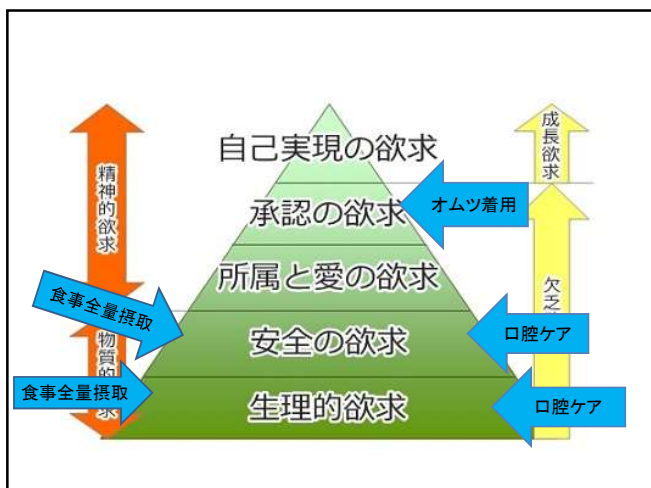 自己実現の欲求
承認の欲求
所属と愛の欲求
安全の欲求
生理的欲求
精神的欲求
物質的
求
成長欲求
欠乏
オムツ着用
食事全量摂取
食事全量摂取
口腔ケア
口腔ケア